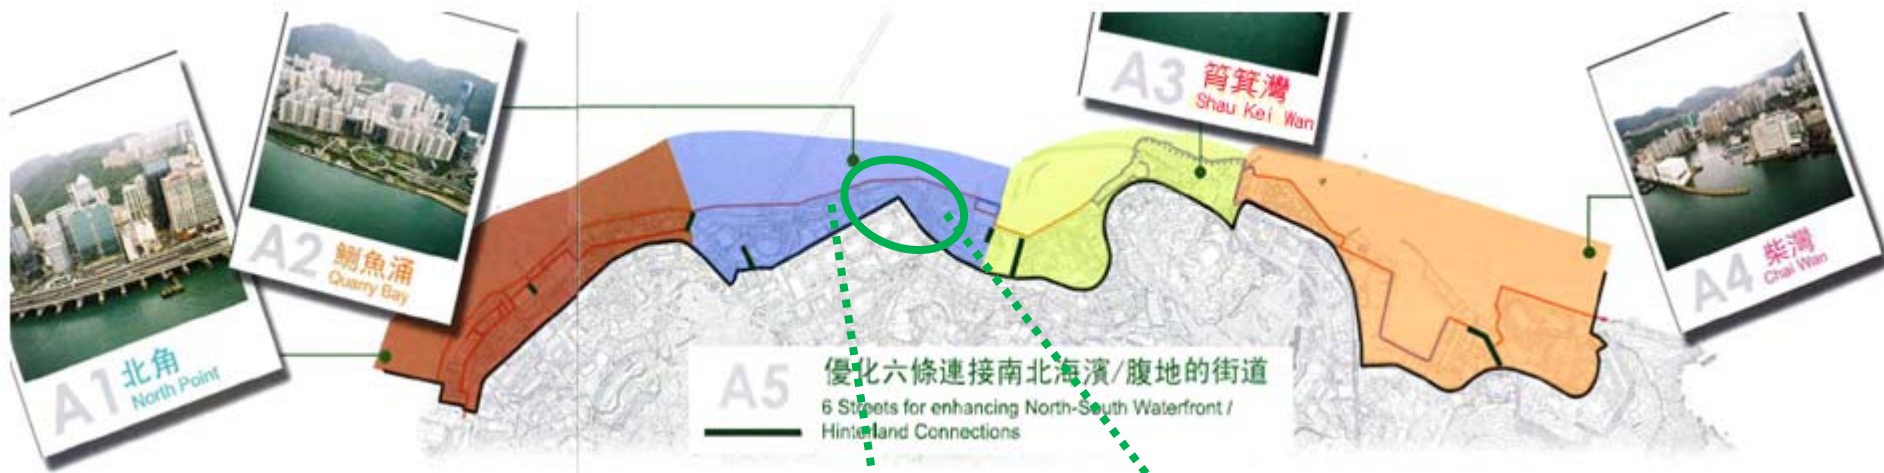 A1 北角
North Point
A2 鰂魚涌
Quarry Bay
A3 筲箕灣
Shau Kei Wan
A4 柴灣
Chai Wan
A5 優化六條連接南北海濱/腹地的街道
6 Streets for enhancing North-South Waterfront /
Hinterland Connections